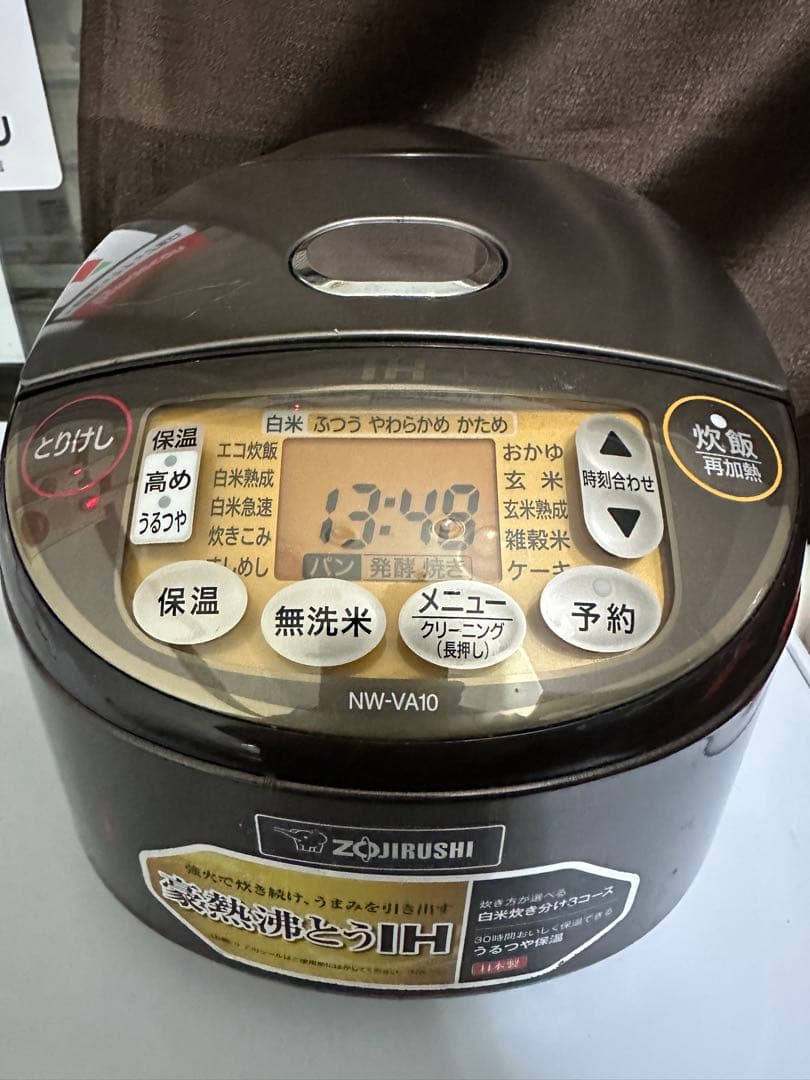 IH
とりけし
保温
高め
うるつや
白米 ふつう やわらかめ かため
エコ炊飯
白米熟成
白米急速
炊きこみ
すしめし
13:48
パン 発酵 焼き
おかゆ
玄米
玄米熟成
雑穀米
ケーキ
時刻合わせ
炊飯
再加熱
保温
無洗米
メニュー
クリーニング
(長押し)
予約
NW-VA10
ZOJIRUSHI
強火で炊き続け、うまみを引き出す
豪熱沸とうIH
炊き方が選べる
白米炊き分け3コース
30時間おいしく保温できる
うるつや保温
日本製